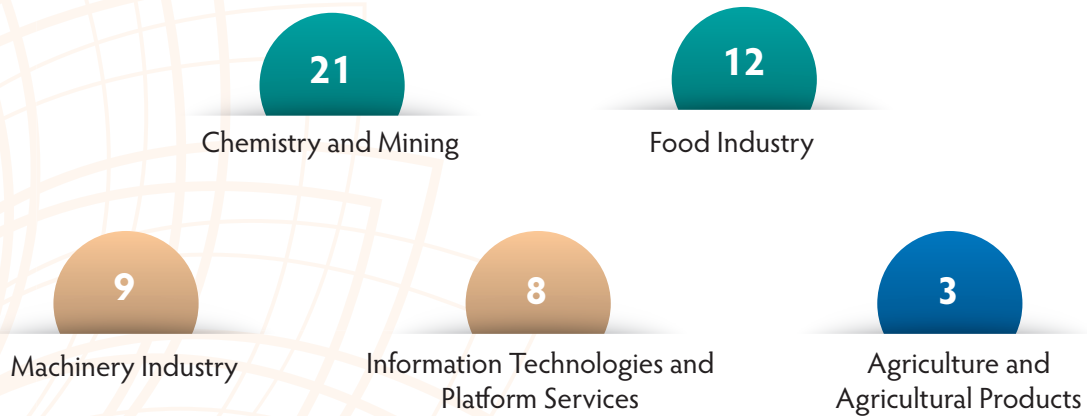 21
Chemistry and Mining
12
Food Industry
9
Machinery Industry
8
Information Technologies and
Platform Services
3
Agriculture and
Agricultural Products